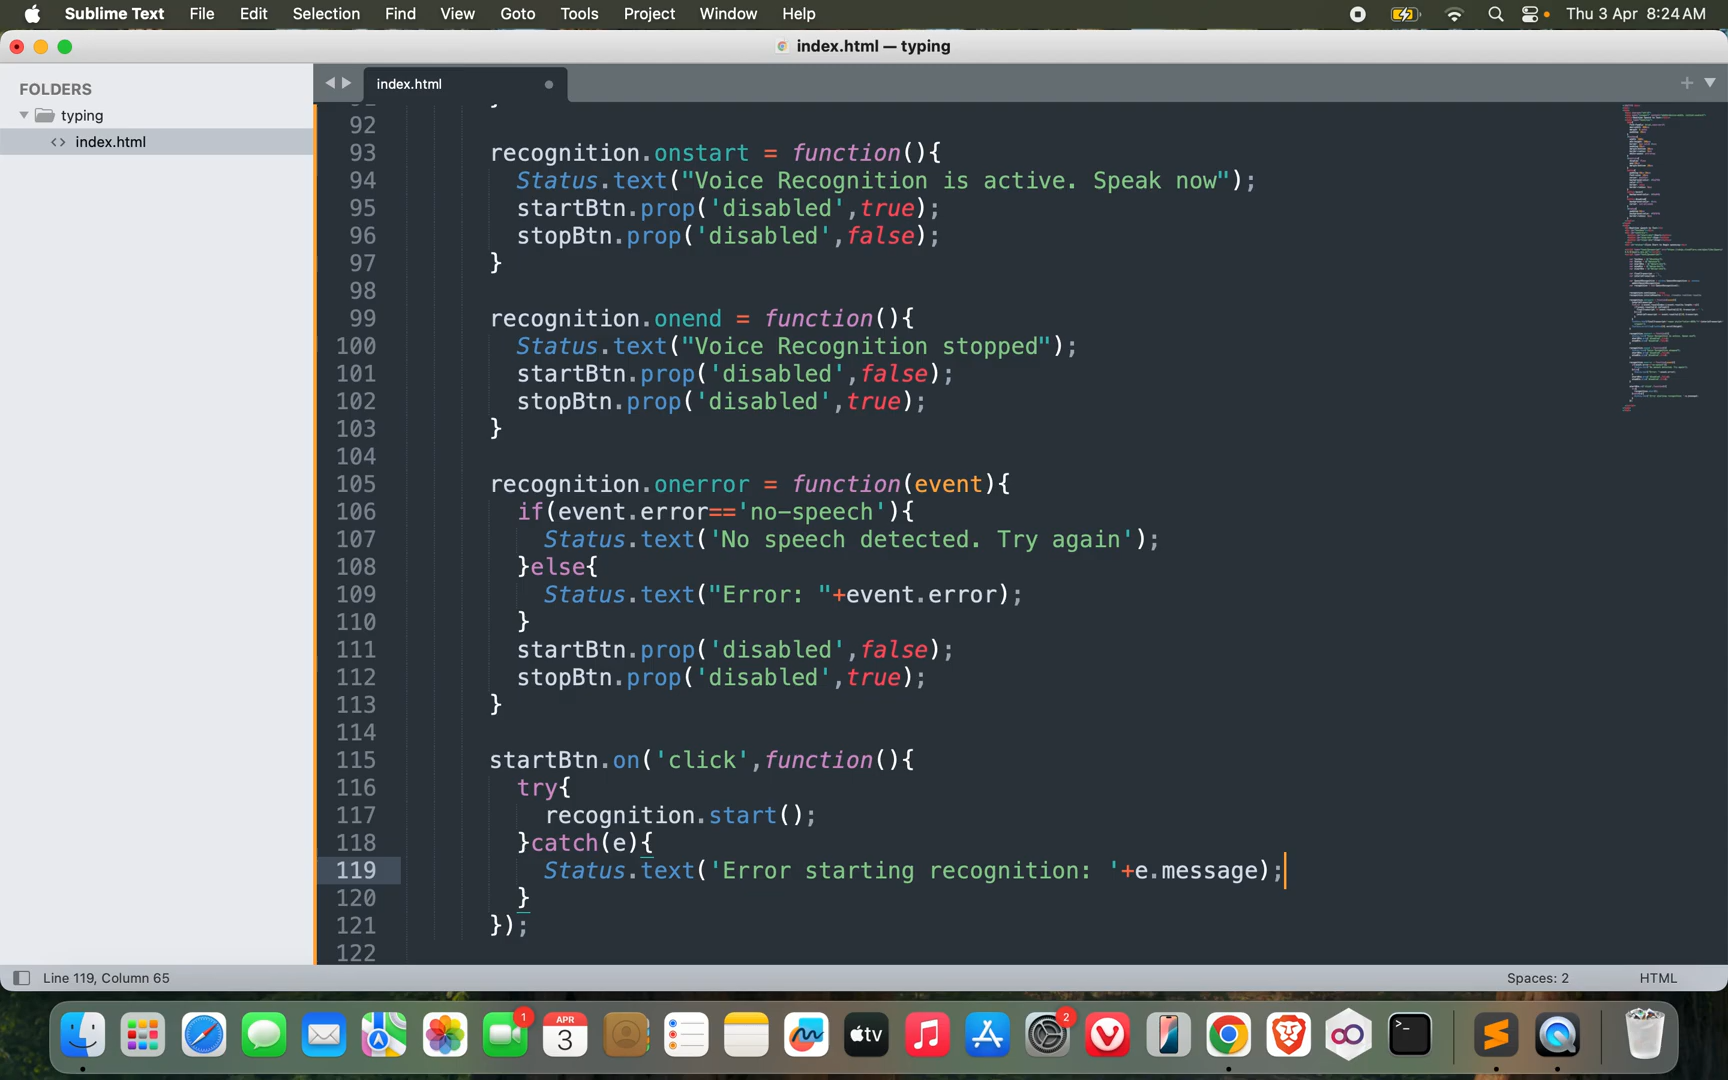 Sublime Text File Edit Selection Find View Goto Tools Project Window Help Thu 3 Apr 8:24 AM
index.html — typing
FOLDERS
typing
<> index.html
index.html
92
93 recognition.onstart = function(){
94 Status.text("Voice Recognition is active. Speak now");
95 startBtn.prop('disabled',true);
96 stopBtn.prop('disabled',false);
97 }
98
99 recognition.onend = function(){
100 Status.text("Voice Recognition stopped");
101 startBtn.prop('disabled',false);
102 stopBtn.prop('disabled',true);
103 }
104
105 recognition.onerror = function(event){
106 if(event.error=='no-speech'){
107 Status.text('No speech detected. Try again');
108 }else{
109 Status.text("Error: "+event.error);
110 }
111 startBtn.prop('disabled',false);
112 stopBtn.prop('disabled',true);
113 }
114
115 startBtn.on('click',function(){
116 try{
117 recognition.start();
118 }catch(e){
119 Status.text('Error starting recognition: '+e.message);
120 }
121 });
122
Line 119, Column 65 Spaces: 2 HTML
1
APR
3
tv
2